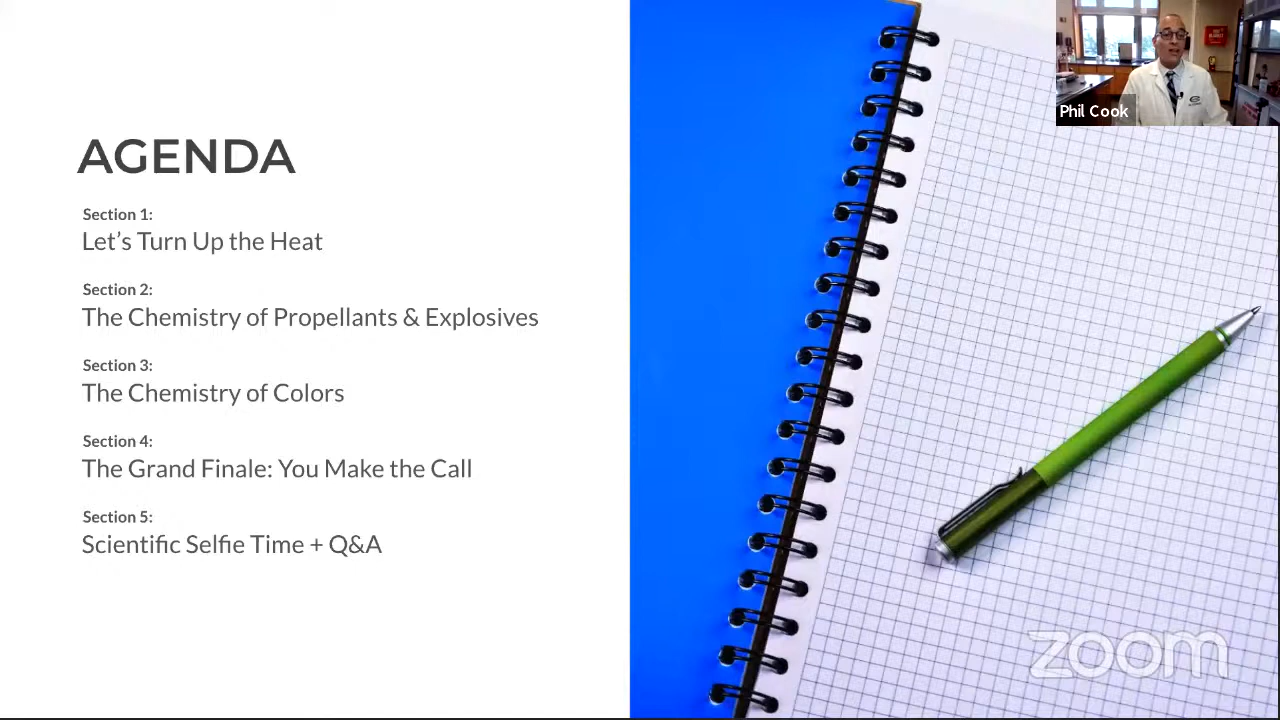 AGENDA
Section 1:
Let's Turn Up the Heat
Section 2:
The Chemistry of Propellants & Explosives
Section 3:
The Chemistry of Colors
Section 4:
The Grand Finale: You Make the Call
Section 5:
Scientific Selfie Time + Q&A
Phil Cook
zoom